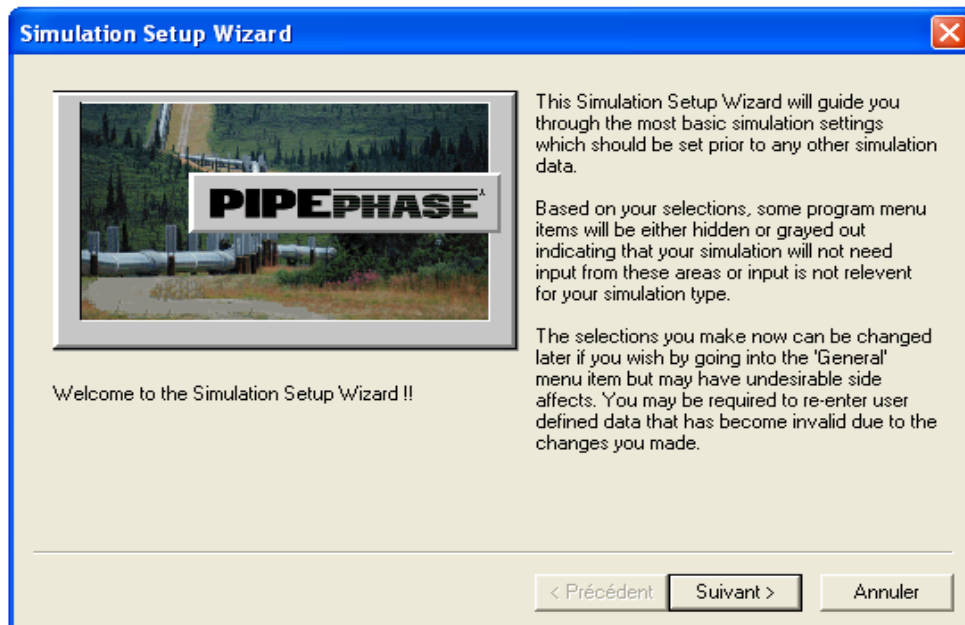 Simulation Setup Wizard
PIPEPHASE
Welcome to the Simulation Setup Wizard !!
This Simulation Setup Wizard will guide you
through the most basic simulation settings
which should be set prior to any other simulation
data.
Based on your selections, some program menu
items will be either hidden or grayed out
indicating that your simulation will not need
input from these areas or input is not relevent
for your simulation type.
The selections you make now can be changed
later if you wish by going into the 'General'
menu item but may have undesirable side
affects. You may be required to re-enter user
defined data that has become invalid due to the
changes you made.
< Précédent
Suivant >
Annuler